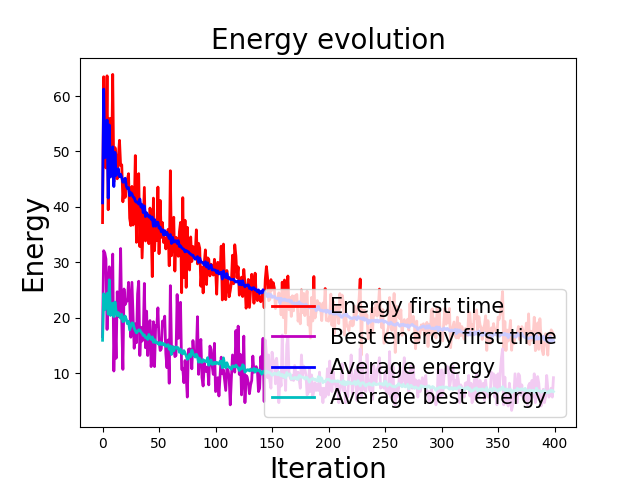 Energy evolution
Energy
60
50
40
30
20
10
Energy first time
Best energy first time
Average energy
Average best energy
0 50 100 150 200 250 300 350 400
Iteration